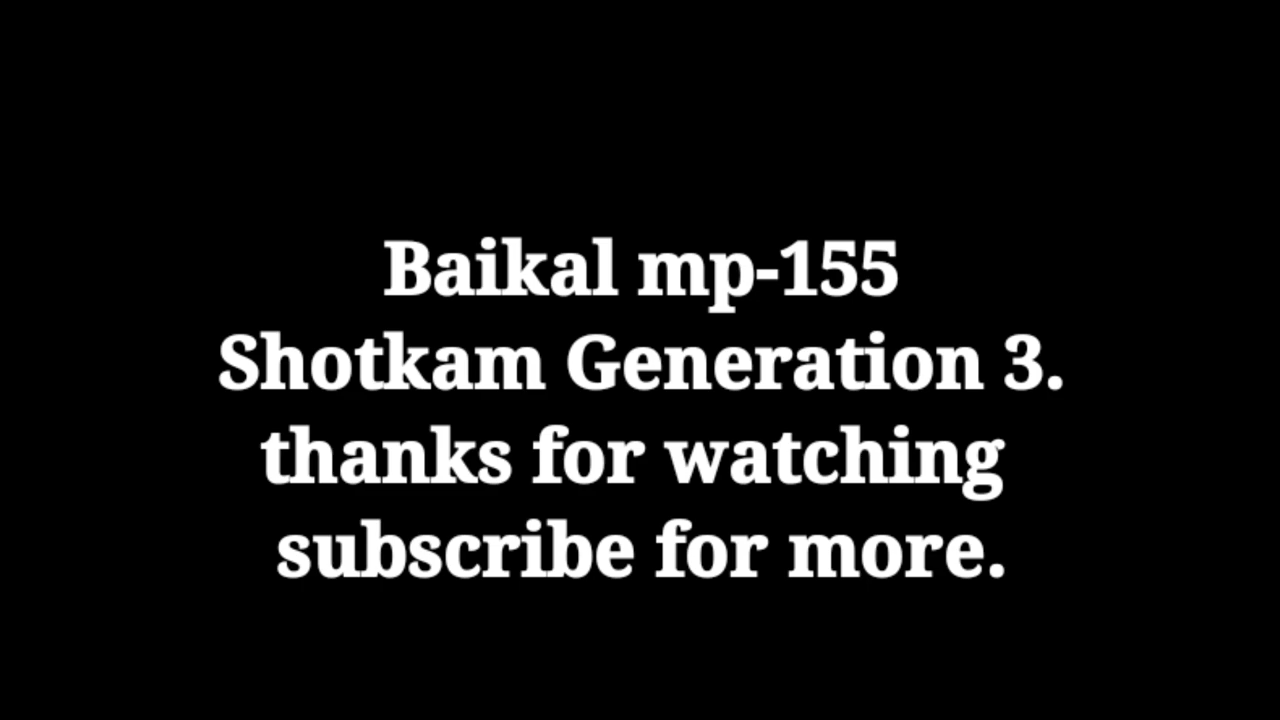 Baikal mp-155
Shotkam Generation 3.
thanks for watching
subscribe for more.